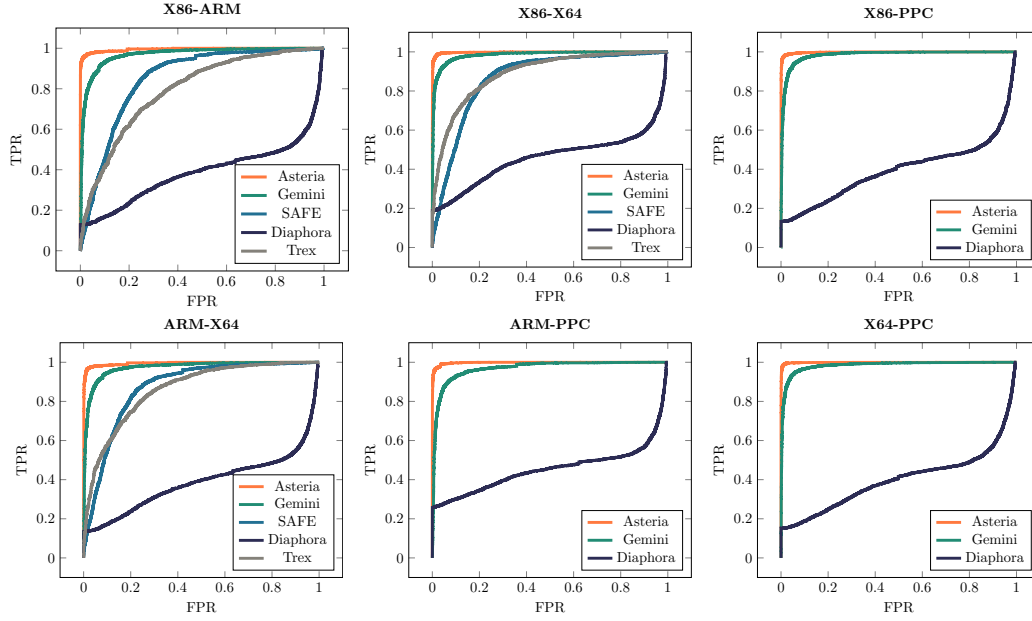 X86-ARM
1
0.8
0.6
0.4
0.2
0
TPR
0 0.2 0.4 0.6 0.8 1
FPR
Asteria
Gemini
SAFE
Diaphora
Trex
X86-X64
1
0.8
0.6
0.4
0.2
0
TPR
0 0.2 0.4 0.6 0.8 1
FPR
Asteria
Gemini
SAFE
Diaphora
Trex
X86-PPC
1
0.8
0.6
0.4
0.2
0
TPR
0 0.2 0.4 0.6 0.8 1
FPR
Asteria
Gemini
Diaphora
ARM-X64
1
0.8
0.6
0.4
0.2
0
TPR
0 0.2 0.4 0.6 0.8 1
FPR
Asteria
Gemini
SAFE
Diaphora
Trex
ARM-PPC
1
0.8
0.6
0.4
0.2
0
TPR
0 0.2 0.4 0.6 0.8 1
FPR
Asteria
Gemini
Diaphora
X64-PPC
1
0.8
0.6
0.4
0.2
0
TPR
0 0.2 0.4 0.6 0.8 1
FPR
Asteria
Gemini
Diaphora